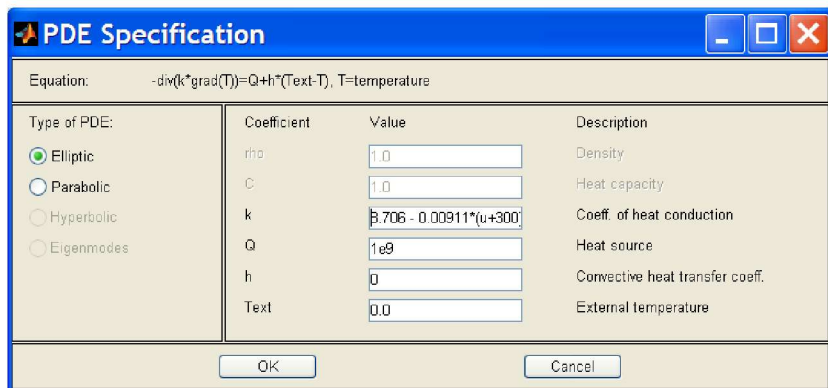 PDE Specification
Equation: -div(k*grad(T))=Q+h*(Text-T), T=temperature
Type of PDE: Coefficient Value Description
Elliptic rho 1.0 Density
Parabolic C 1.0 Heat capacity
Hyperbolic k 8.706 - 0.00911*(u+300) Coeff. of heat conduction
Eigenmodes Q 1e9 Heat source
h 0 Convective heat transfer coeff.
Text 0.0 External temperature
OK Cancel